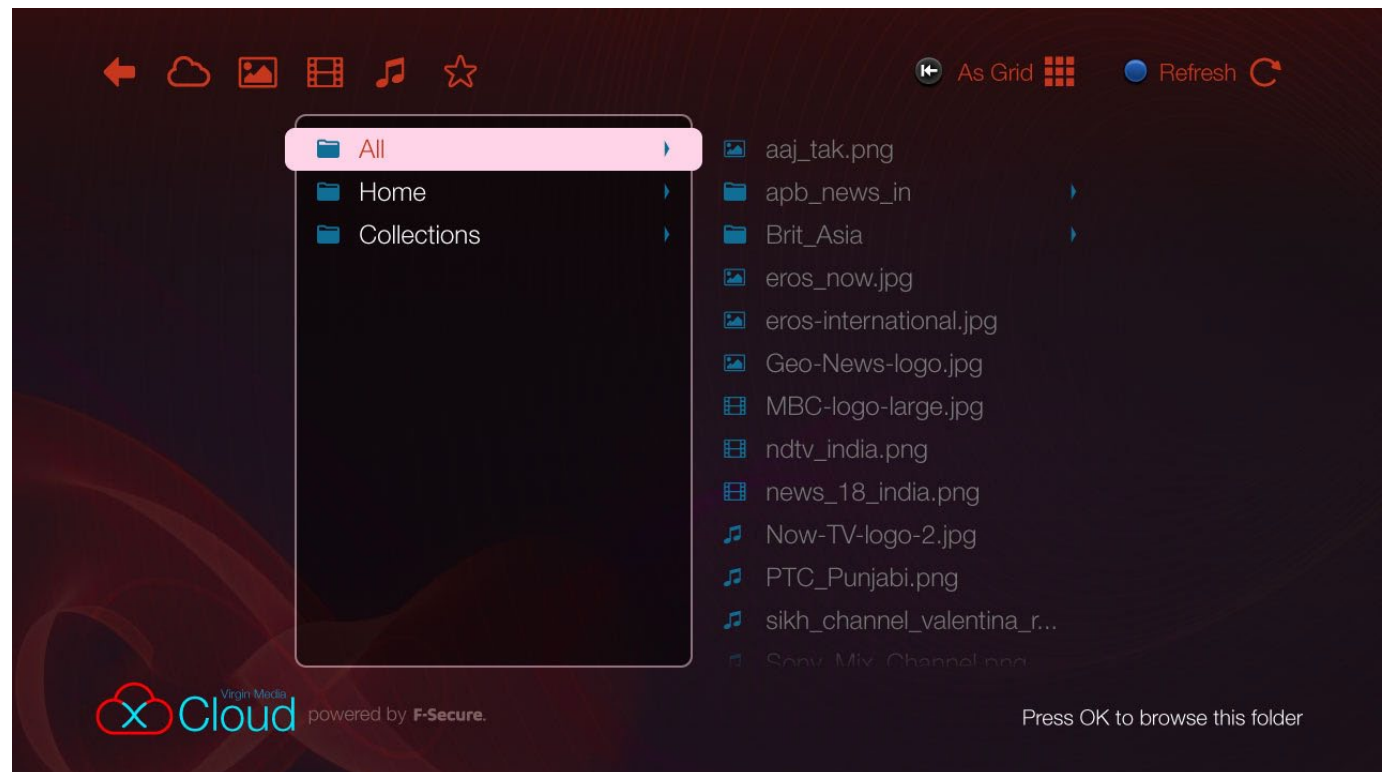 As Grid
Refresh
All
Home
Collections
aaj_tak.png
apb_news_in
Brit_Asia
eros_now.jpg
eros-international.jpg
Geo-News-logo.jpg
MBC-logo-large.jpg
ndtv_india.png
news_18_india.png
Now-TV-logo-2.jpg
PTC_Punjabi.png
sikh_channel_valentina_r...
Sony_Mix_Channel.png
Virgin Media
x Cloud powered by F-Secure.
Press OK to browse this folder